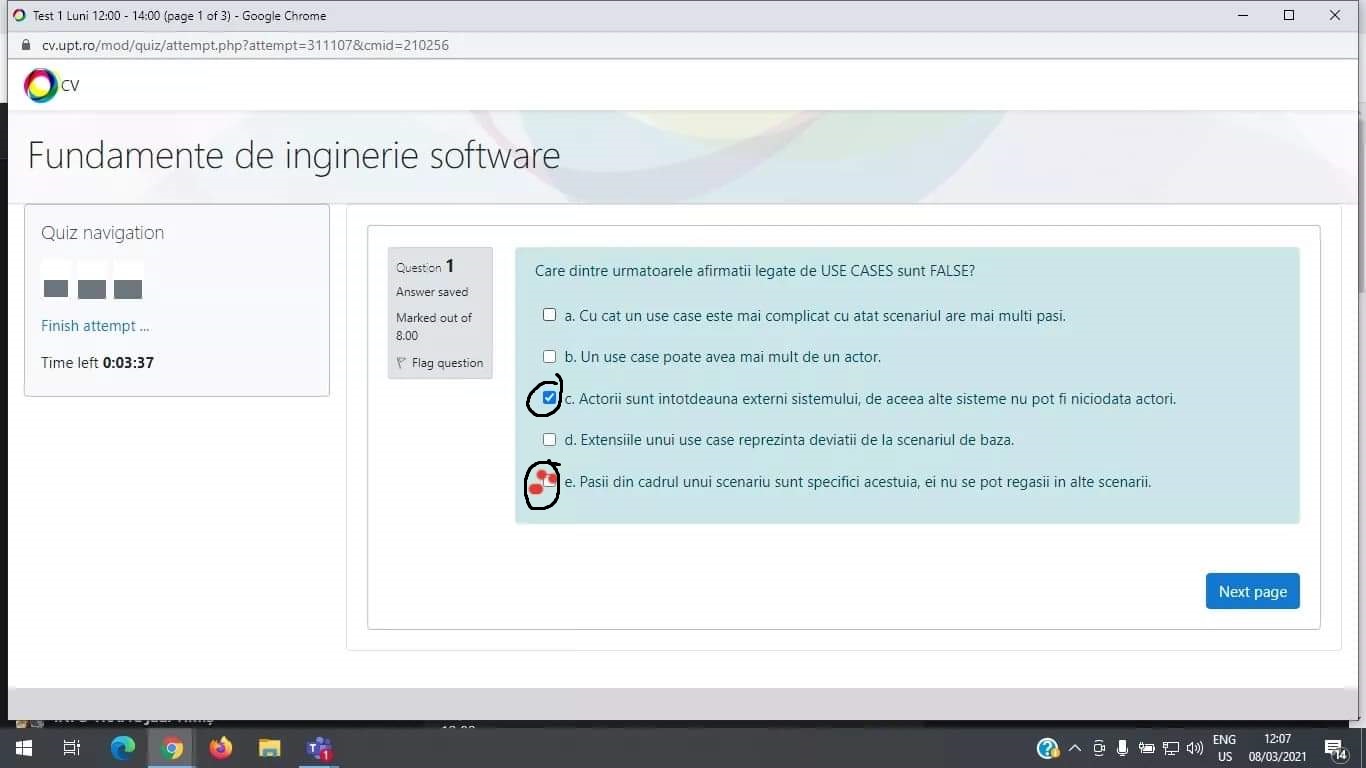 Test 1 Luni 12:00 - 14:00 (page 1 of 3) - Google Chrome
cv.upt.ro/mod/quiz/attempt.php?attempt=311107&cmid=210256
CV
Fundamente de inginerie software
Quiz navigation
Finish attempt ...
Time left 0:03:37
Question 1
Answer saved
Marked out of
8.00
Flag question
Care dintre urmatoarele afirmatii legate de USE CASES sunt FALSE?
a. Cu cat un use case este mai complicat cu atat scenariul are mai multi pasi.
b. Un use case poate avea mai mult de un actor.
c. Actorii sunt intotdeauna externi sistemului, de aceea alte sisteme nu pot fi niciodata actori.
d. Extensiile unui use case reprezinta deviatii de la scenariul de baza.
e. Pasii din cadrul unui scenariu sunt specifici acestuia, ei nu se pot regasii in alte scenarii.
Next page
ENG
US
12:07
08/03/2021
14
1